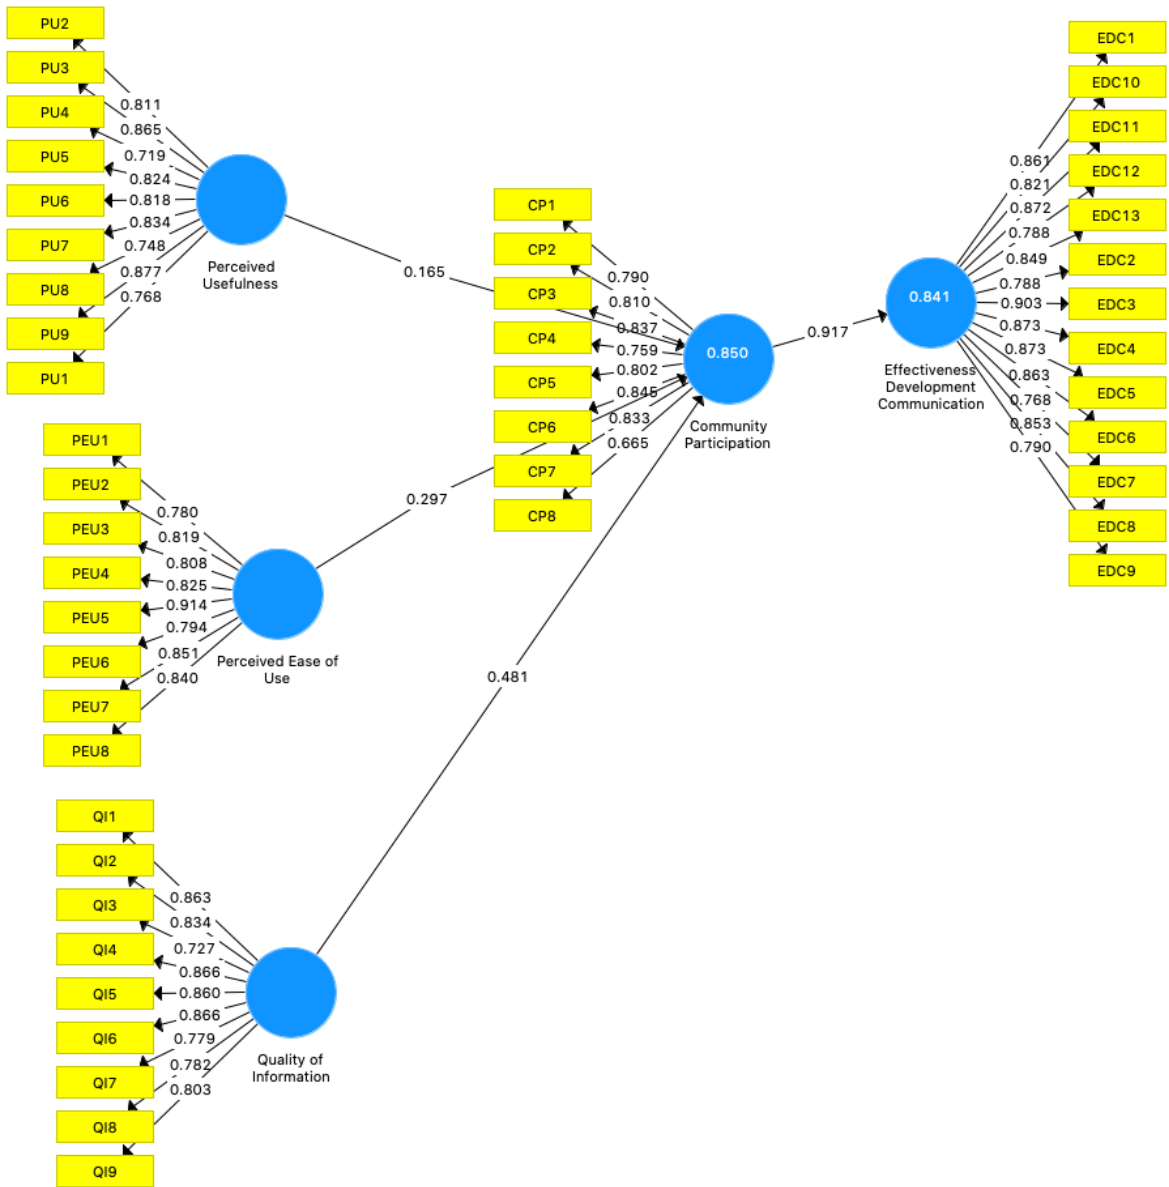 PU2
PU3
PU4
PU5
PU6
PU7
PU8
PU9
PU1
0.811
0.865
0.719
0.824
0.818
0.834
0.748
0.877
0.768
Perceived
Usefulness
0.165
PEU1
PEU2
PEU3
PEU4
PEU5
PEU6
PEU7
PEU8
0.780
0.819
0.808
0.825
0.914
0.794
0.851
0.840
Perceived Ease of
Use
0.297
QI1
QI2
QI3
QI4
QI5
QI6
QI7
QI8
QI9
0.863
0.834
0.727
0.866
0.860
0.866
0.779
0.782
0.803
Quality of
Information
0.481
CP1
CP2
CP3
CP4
CP5
CP6
CP7
CP8
0.790
0.810
0.837
0.759
0.802
0.845
0.833
0.665
0.850
Community
Participation
0.917
0.841
Effectiveness
Development
Communication
0.861
0.821
0.872
0.788
0.849
0.788
0.903
0.873
0.873
0.863
0.768
0.853
0.790
EDC1
EDC10
EDC11
EDC12
EDC13
EDC2
EDC3
EDC4
EDC5
EDC6
EDC7
EDC8
EDC9